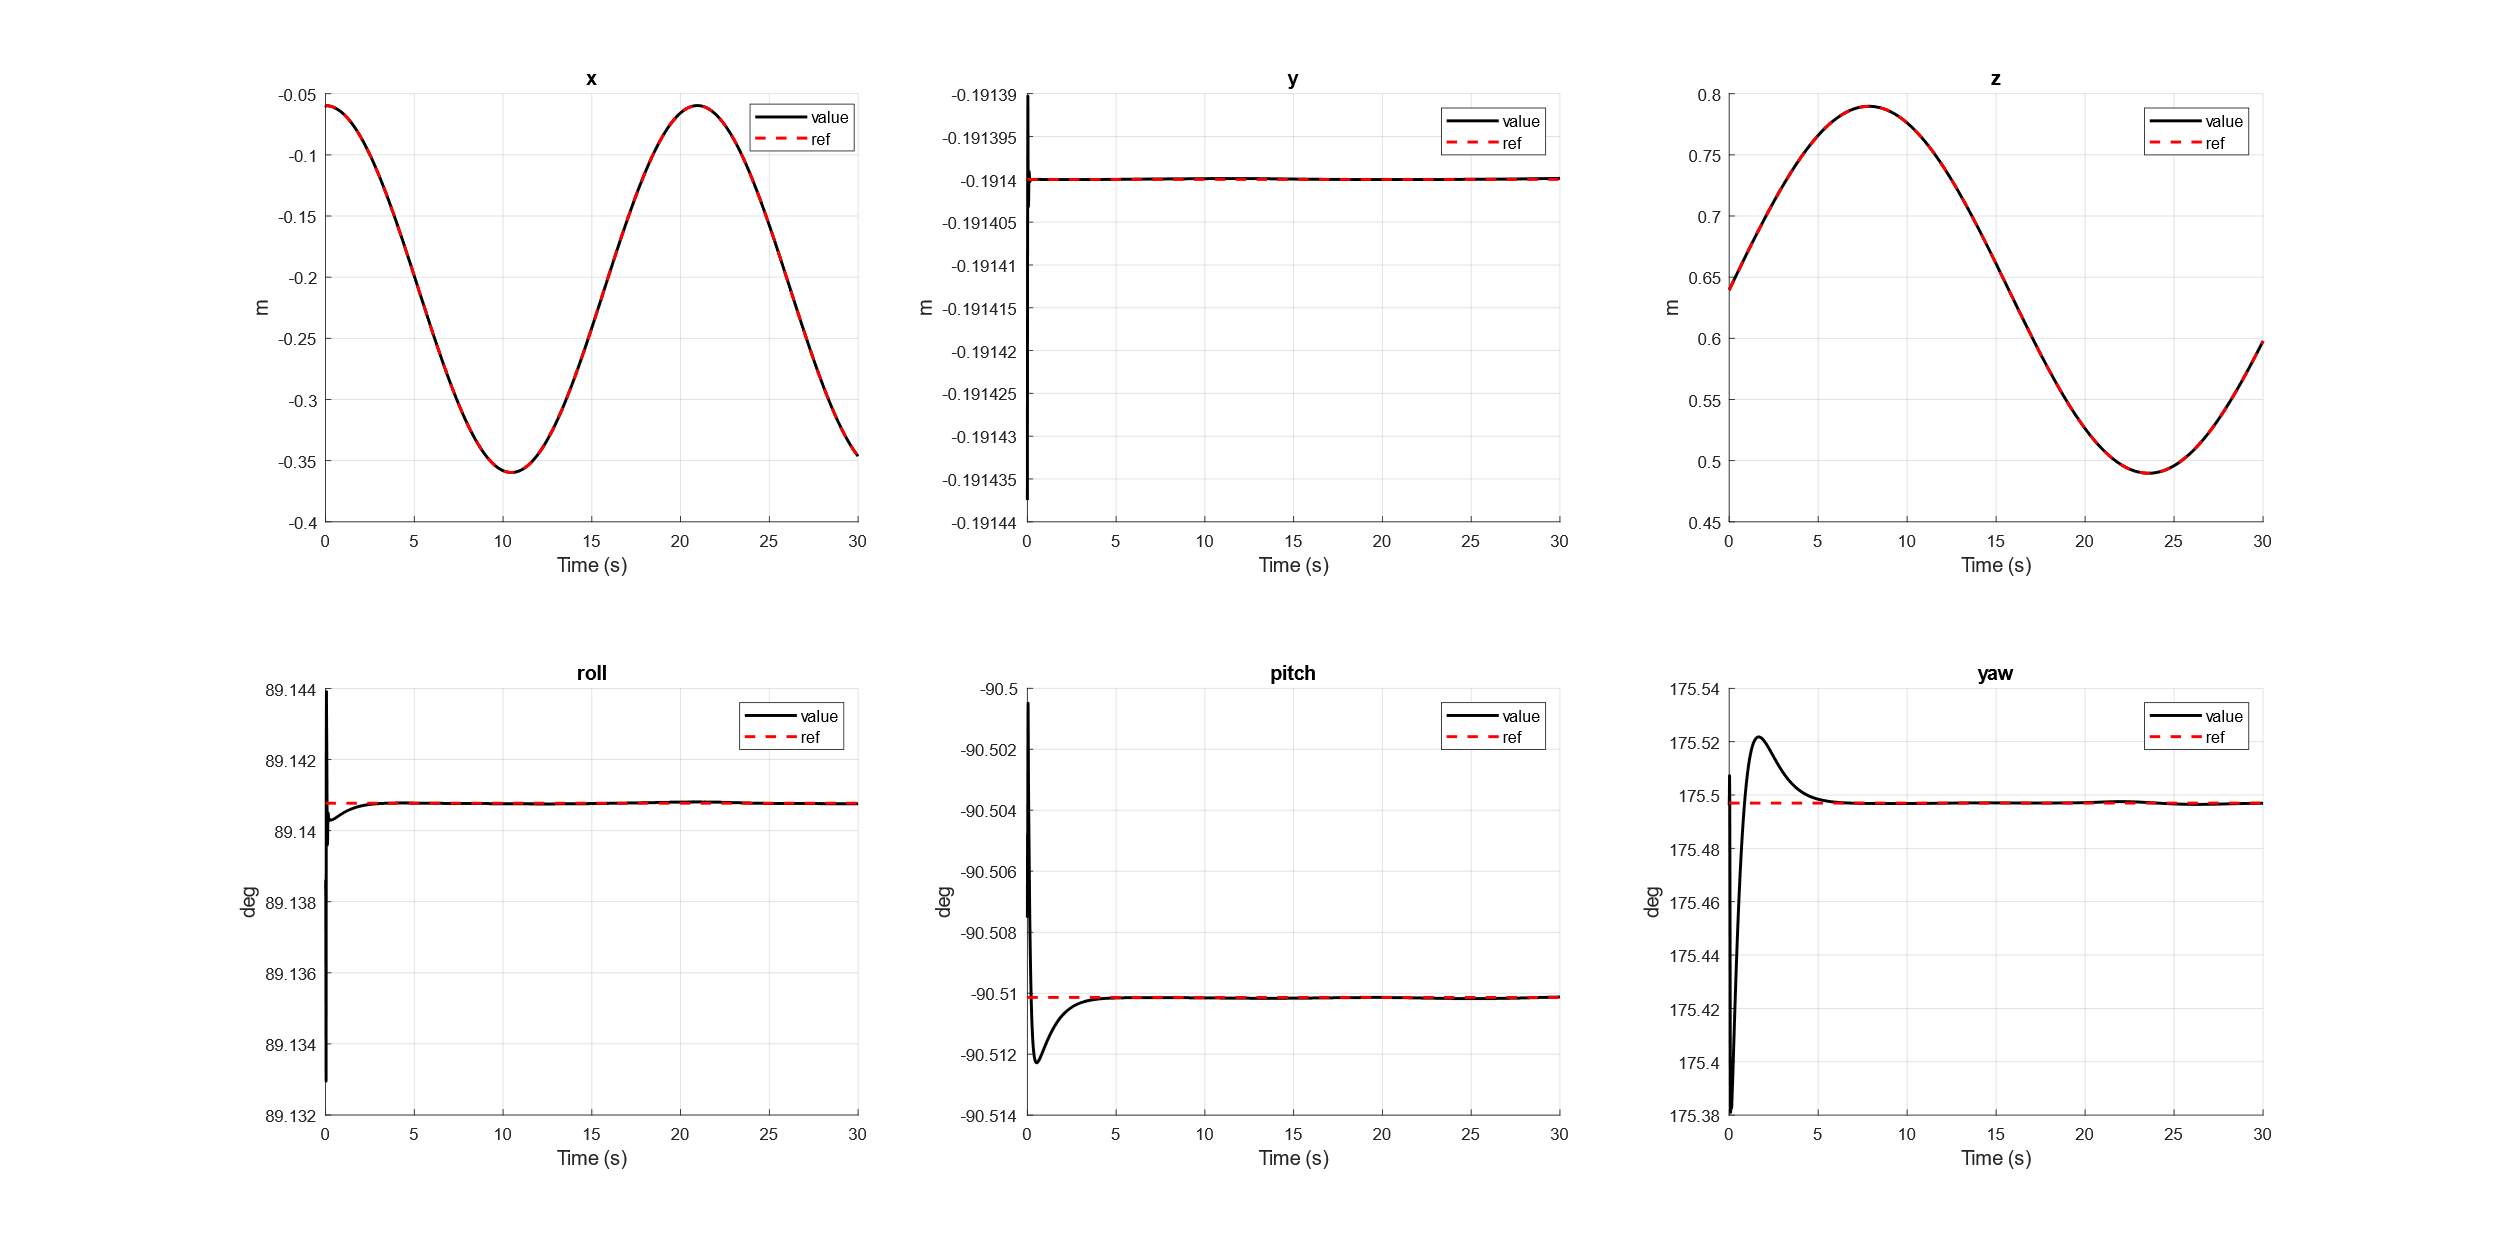 x
-0.05
-0.1
-0.15
-0.2
-0.25
-0.3
-0.35
-0.4
m
0 5 10 15 20 25 30
Time (s)
value
ref
y
-0.19139
-0.191395
-0.1914
-0.191405
-0.19141
-0.191415
-0.19142
-0.191425
-0.19143
-0.191435
-0.19144
m
0 5 10 15 20 25 30
Time (s)
value
ref
z
0.8
0.75
0.7
0.65
0.6
0.55
0.5
0.45
m
0 5 10 15 20 25 30
Time (s)
value
ref
roll
89.144
89.142
89.14
89.138
89.136
89.134
89.132
deg
0 5 10 15 20 25 30
Time (s)
value
ref
pitch
-90.5
-90.502
-90.504
-90.506
-90.508
-90.51
-90.512
-90.514
deg
0 5 10 15 20 25 30
Time (s)
value
ref
yaw
175.54
175.52
175.5
175.48
175.46
175.44
175.42
175.4
175.38
deg
0 5 10 15 20 25 30
Time (s)
value
ref